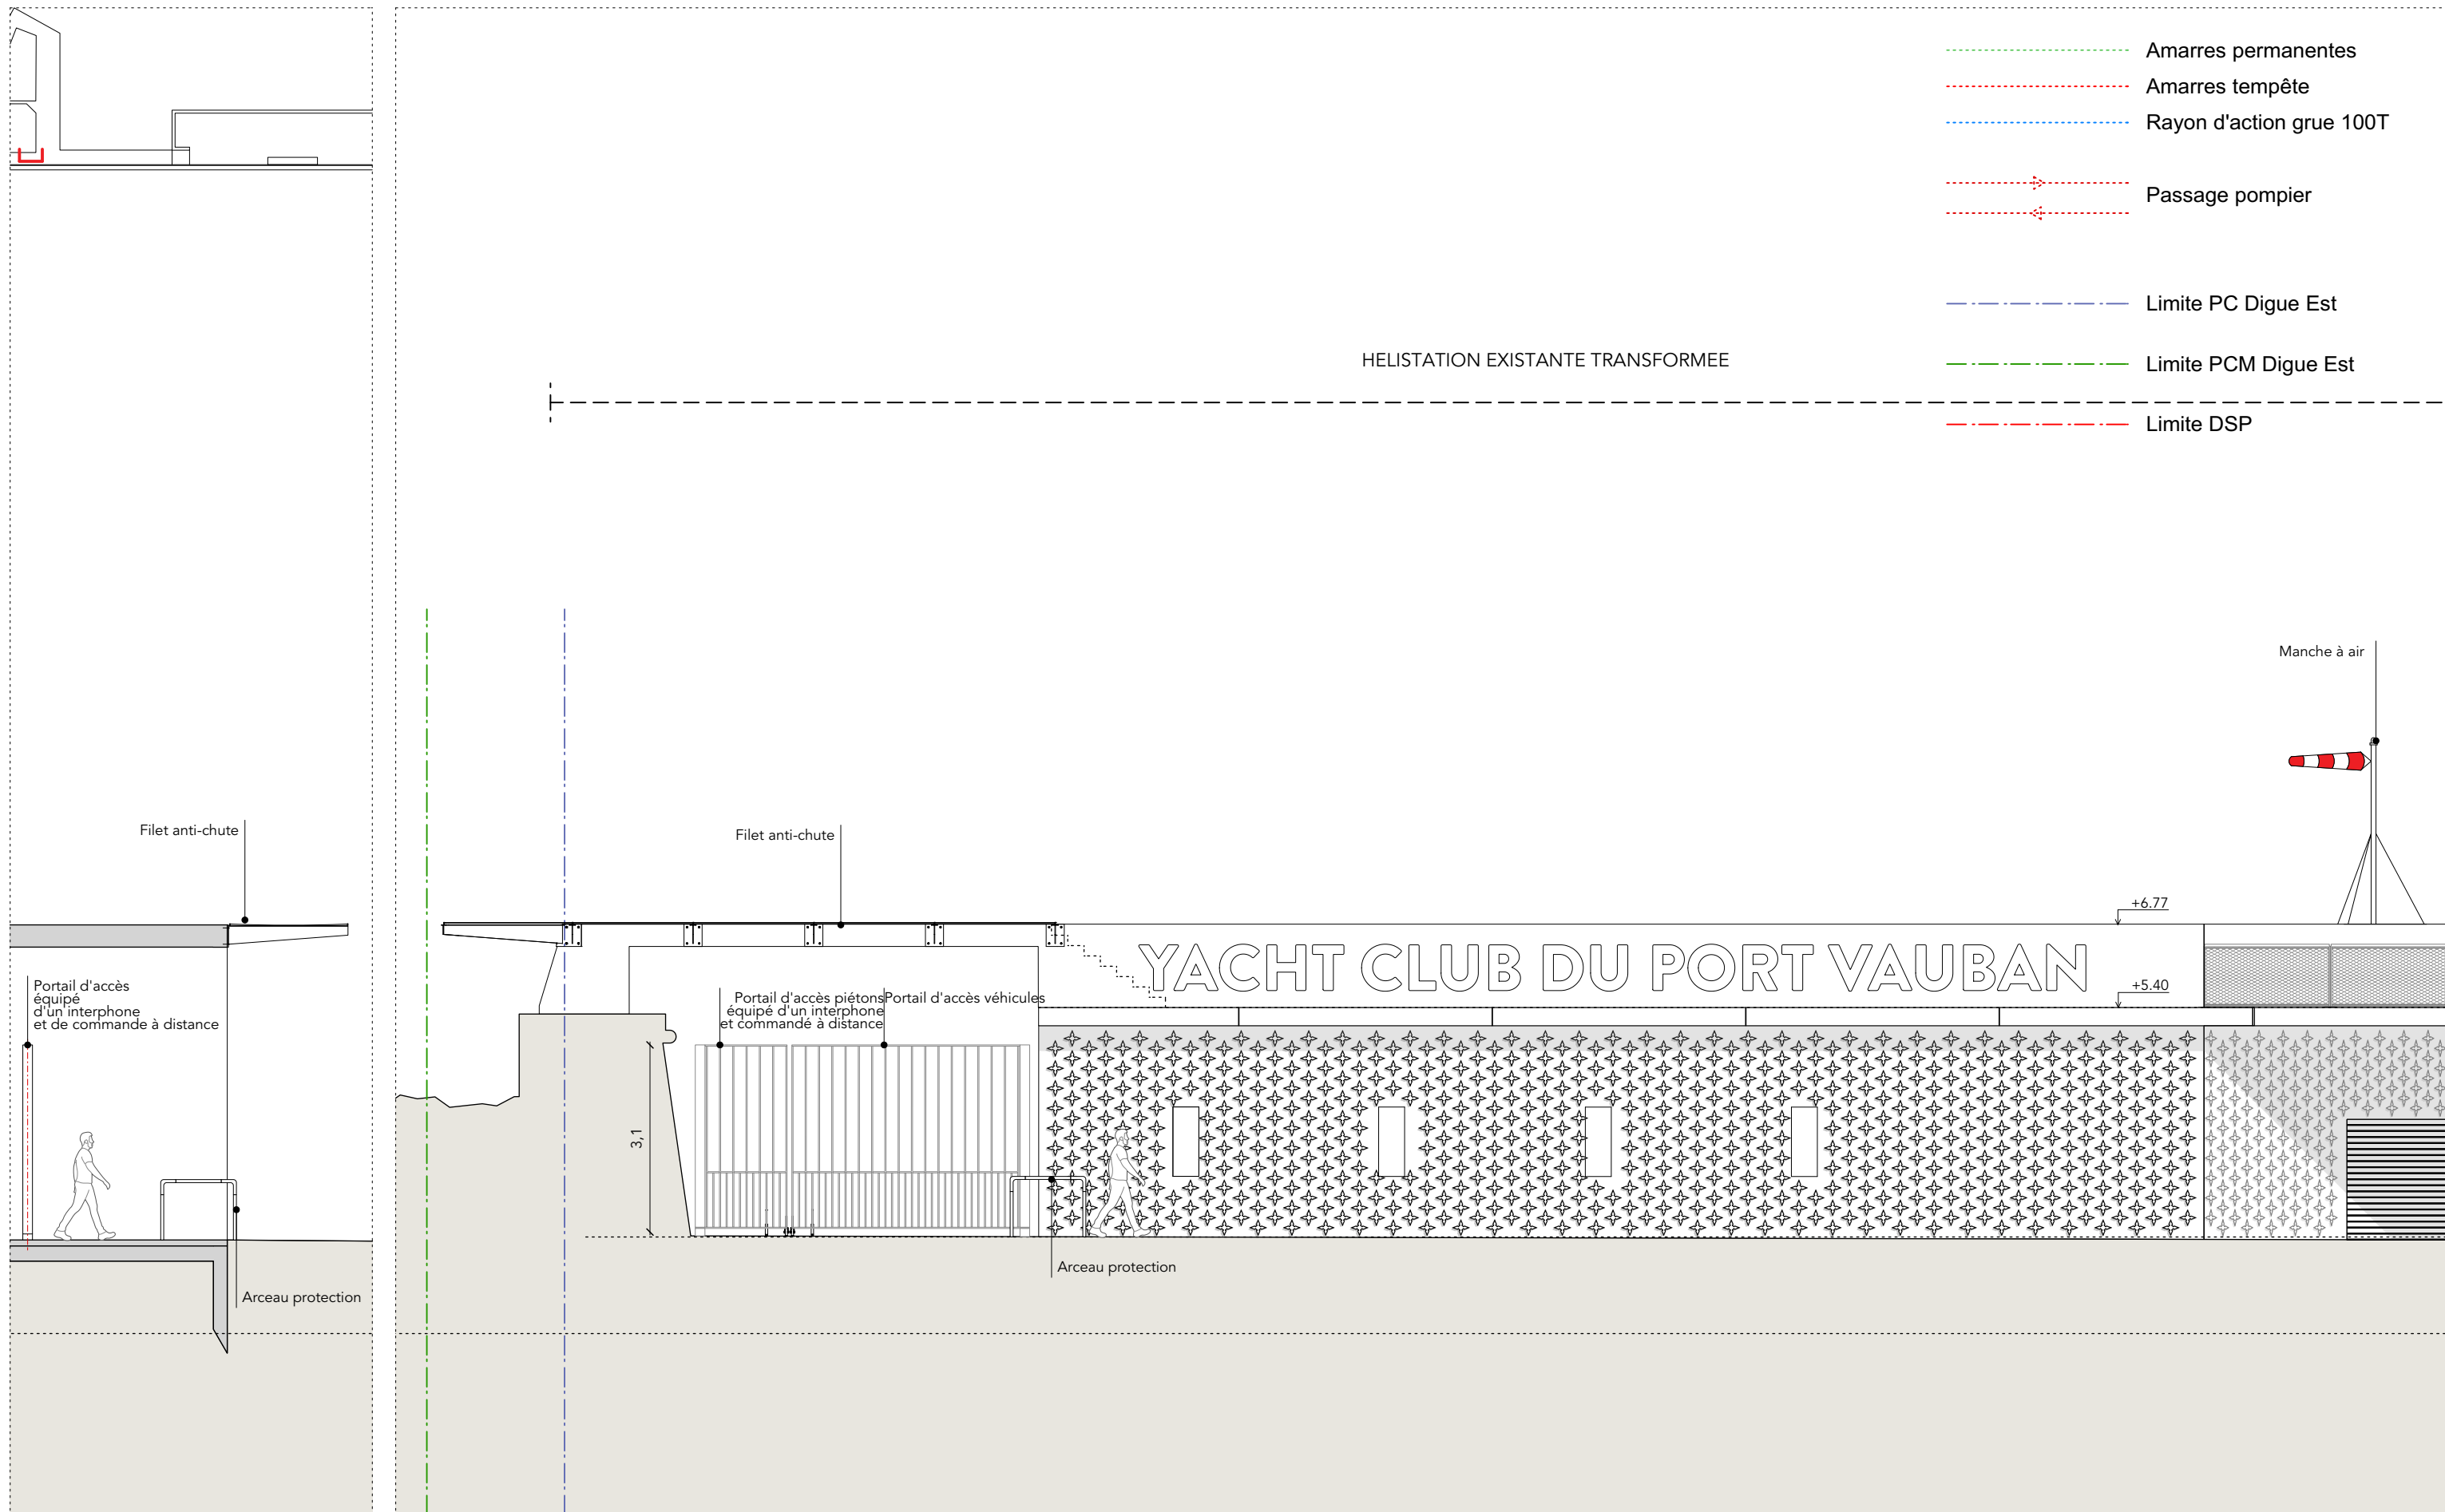 Amarres permanentes
Amarres tempête
Rayon d'action grue 100T
Passage pompier
Limite PC Digue Est
HELISTATION EXISTANTE TRANSFORMEE
Limite PCM Digue Est
Limite DSP
Manche à air
Filet anti-chute
Filet anti-chute
+6.77
YACHT CLUB DU PORT VAUBAN
+5.40
Portail d'accès
équipé
d'un interphone
et de commande à distance
Portail d'accès piétons
équipé d'un interphone
et commandé à distance
Portail d'accès véhicules
3,1
Arceau protection
Arceau protection